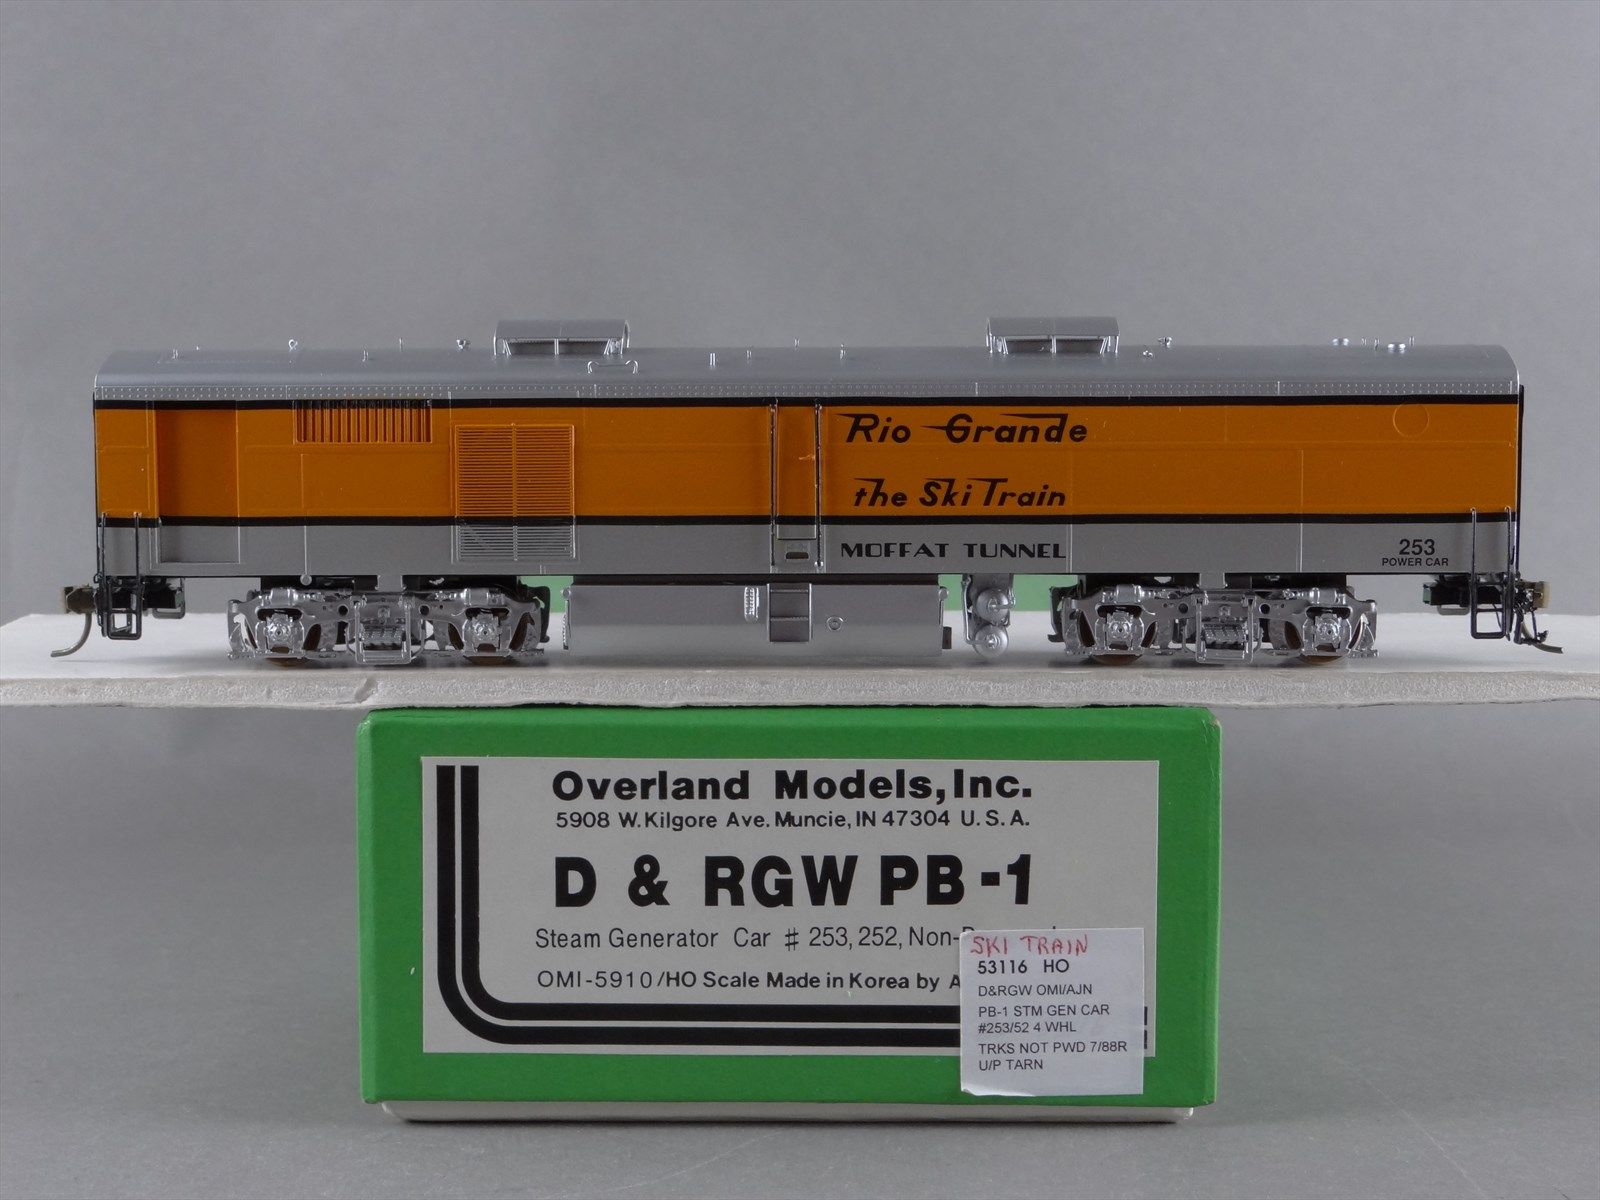 Rio Grande
the Ski Train
MOFFAT TUNNEL
253
POWER CAR
Overland Models, Inc.
5908 W. Kilgore Ave. Muncie, IN 47304 U.S.A.
D & RGW PB-1
Steam Generator Car # 253, 252, Non-
OMI-5910/HO Scale Made in Korea by
SKI TRAIN
53116 HO
D&RGW OMI/AJN
PB-1 STM GEN CAR
#253/52 4 WHL
TRKS NOT PWD 7/88R
U/P TARN